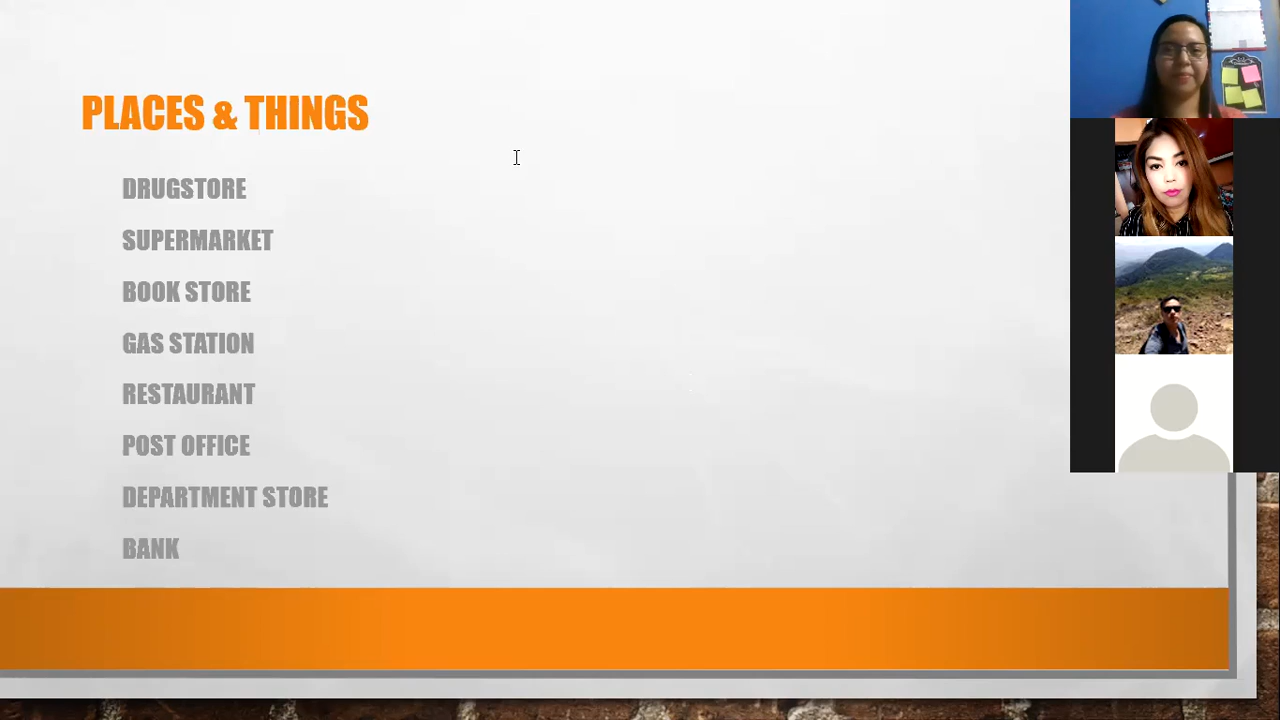 PLACES & THINGS
DRUGSTORE
SUPERMARKET
BOOK STORE
GAS STATION
RESTAURANT
POST OFFICE
DEPARTMENT STORE
BANK